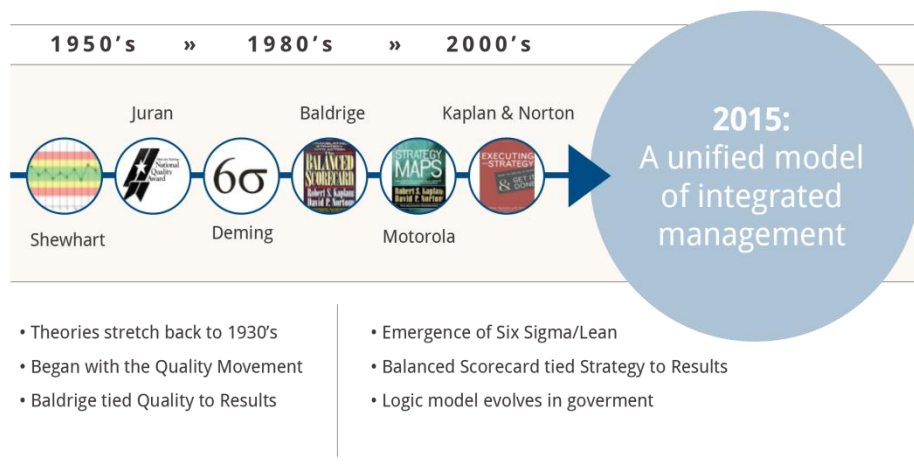 1950's » 1980's » 2000's
Juran
Baldrige
Kaplan & Norton
National
Quality
Award
6σ
BALANCED
SCORECARD
Robert S. Kaplan
David P. Norton
STRATEGY
MAPS
Robert S. Kaplan
David P. Norton
EXECUTING
STRATEGY
& GET IT
DONE
Shewhart
Deming
Motorola
2015:
A unified model
of integrated
management
• Theories stretch back to 1930's
• Began with the Quality Movement
• Baldrige tied Quality to Results
• Emergence of Six Sigma/Lean
• Balanced Scorecard tied Strategy to Results
• Logic model evolves in goverment